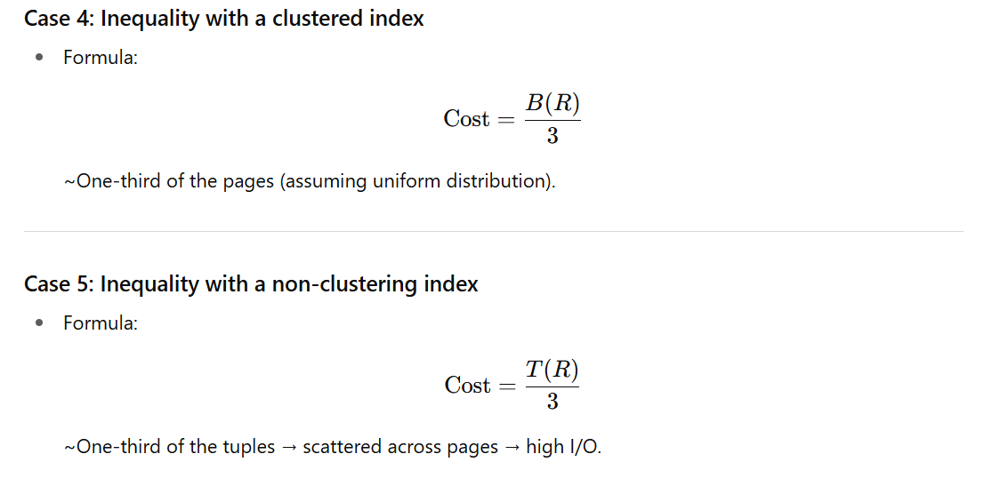 Case 4: Inequality with a clustered index
• Formula:
Cost = B(R)/3
~One-third of the pages (assuming uniform distribution).
Case 5: Inequality with a non-clustering index
• Formula:
Cost = T(R)/3
~One-third of the tuples → scattered across pages → high I/O.